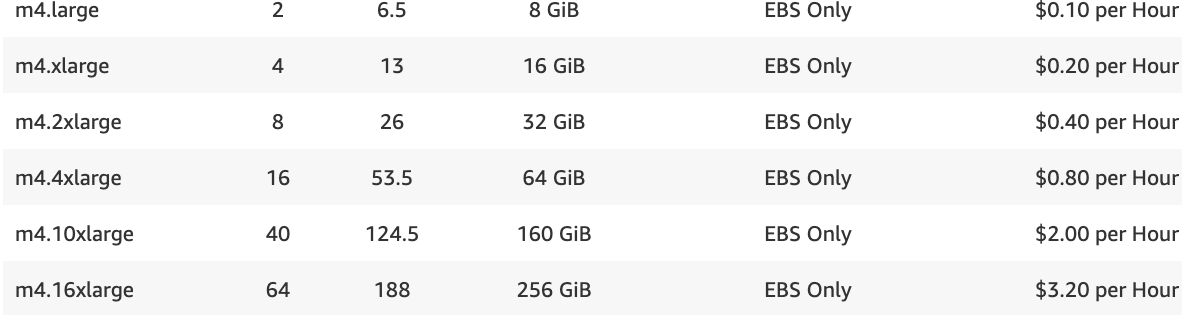 m4.large 2 6.5 8 GiB EBS Only $0.10 per Hour
m4.xlarge 4 13 16 GiB EBS Only $0.20 per Hour
m4.2xlarge 8 26 32 GiB EBS Only $0.40 per Hour
m4.4xlarge 16 53.5 64 GiB EBS Only $0.80 per Hour
m4.10xlarge 40 124.5 160 GiB EBS Only $2.00 per Hour
m4.16xlarge 64 188 256 GiB EBS Only $3.20 per Hour